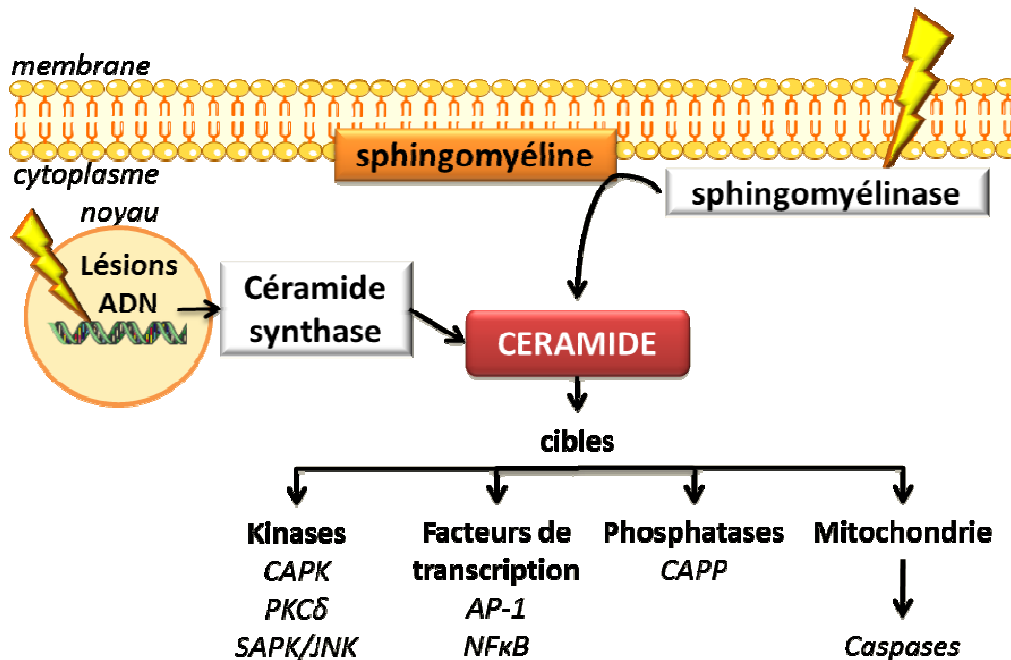 membrane
sphingomyéline
cytoplasme
sphingomyélinase
noyau
Lésions
ADN
Céramide
synthase
CERAMIDE
cibles
Kinases
CAPK
PKCδ
SAPK/JNK
Facteurs de
transcription
AP-1
NFκB
Phosphatases
CAPP
Mitochondrie
Caspases